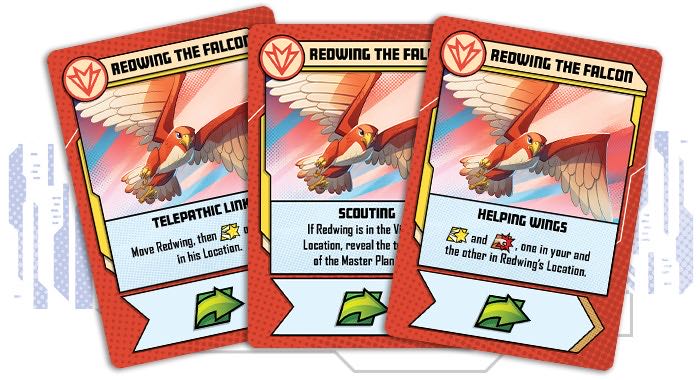 REDWING THE FALCON
TELEPATHIC LINK
Move Redwing, then
in his Location.
REDWING THE
SCOUTING
If Redwing is in the
Location, reveal the
of the Master Plan
REDWING THE FALCON
HELPING WINGS
and , one in your and
the other in Redwing's Location.